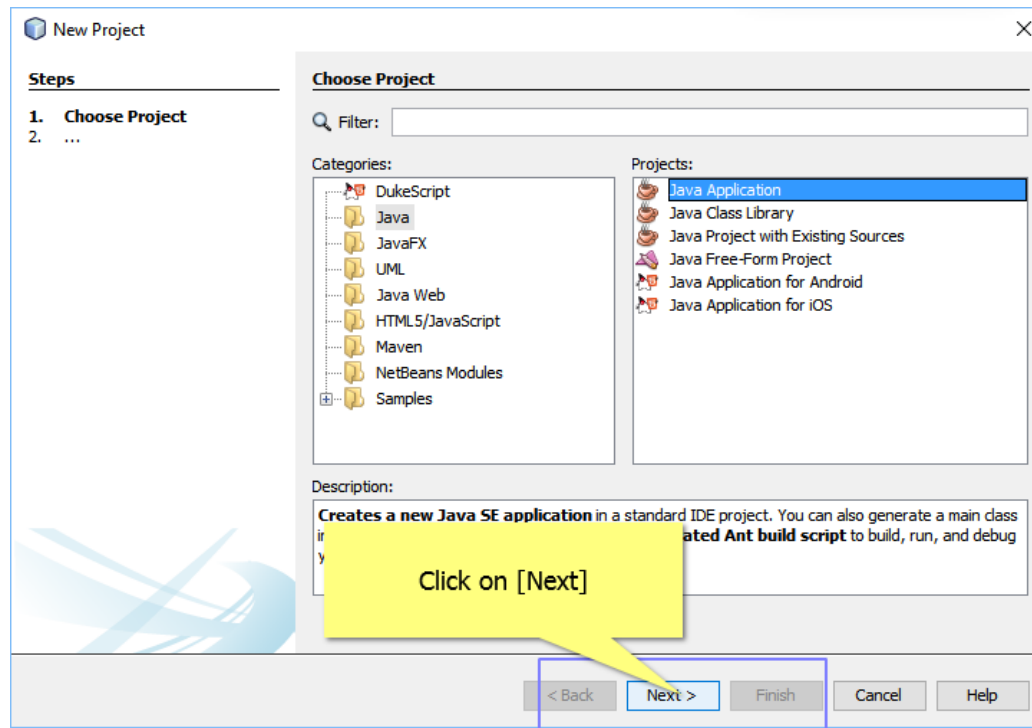 New Project
Steps
1. Choose Project
2. ...
Choose Project
Filter:
Categories:
DukeScript
Java
JavaFX
UML
Java Web
HTML5/JavaScript
Maven
NetBeans Modules
Samples
Projects:
Java Application
Java Class Library
Java Project with Existing Sources
Java Free-Form Project
Java Application for Android
Java Application for iOS
Description:
Creates a new Java SE application in a standard IDE project. You can also generate a main class
ated Ant build script to build, run, and debug
Click on [Next]
< Back
Next >
Finish
Cancel
Help